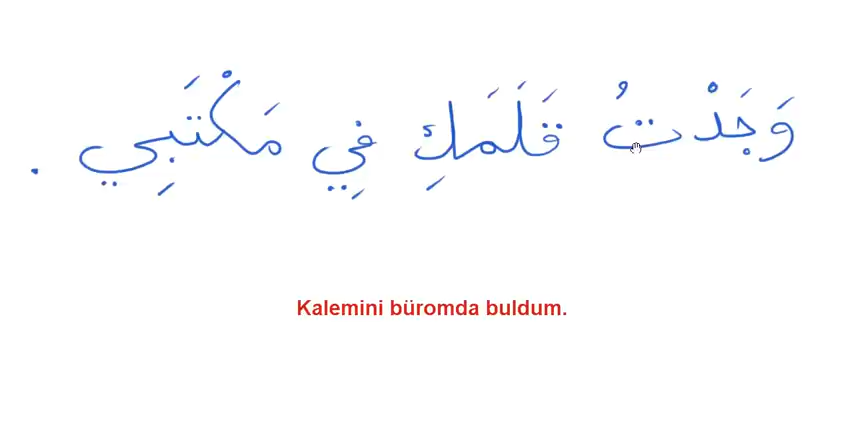 وَجَدْتُ قَلَمَكِ فِي مَكْتَبِي .
Kalemini büromda buldum.